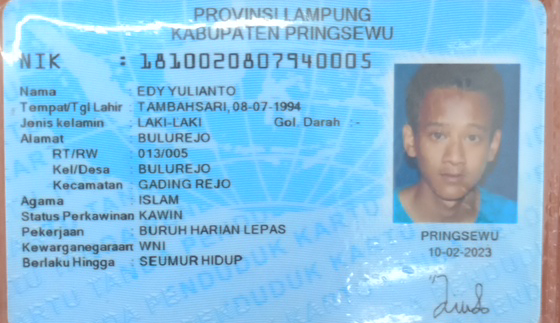 PROVINSI LAMPUNG
KABUPATEN PRINGSEWU
NIK : 1810020807940005
Nama : EDY YULIANTO
Tempat/Tgl Lahir : TAMBAHSARI, 08-07-1994
Jenis kelamin : LAKI-LAKI Gol. Darah : -
Alamat : BULUREJO
RT/RW : 013/005
Kel/Desa : BULUREJO
Kecamatan : GADING REJO
Agama : ISLAM
Status Perkawinan : KAWIN
Pekerjaan : BURUH HARIAN LEPAS
Kewarganegaraan : WNI
Berlaku Hingga : SEUMUR HIDUP
PRINGSEWU
10-02-2023